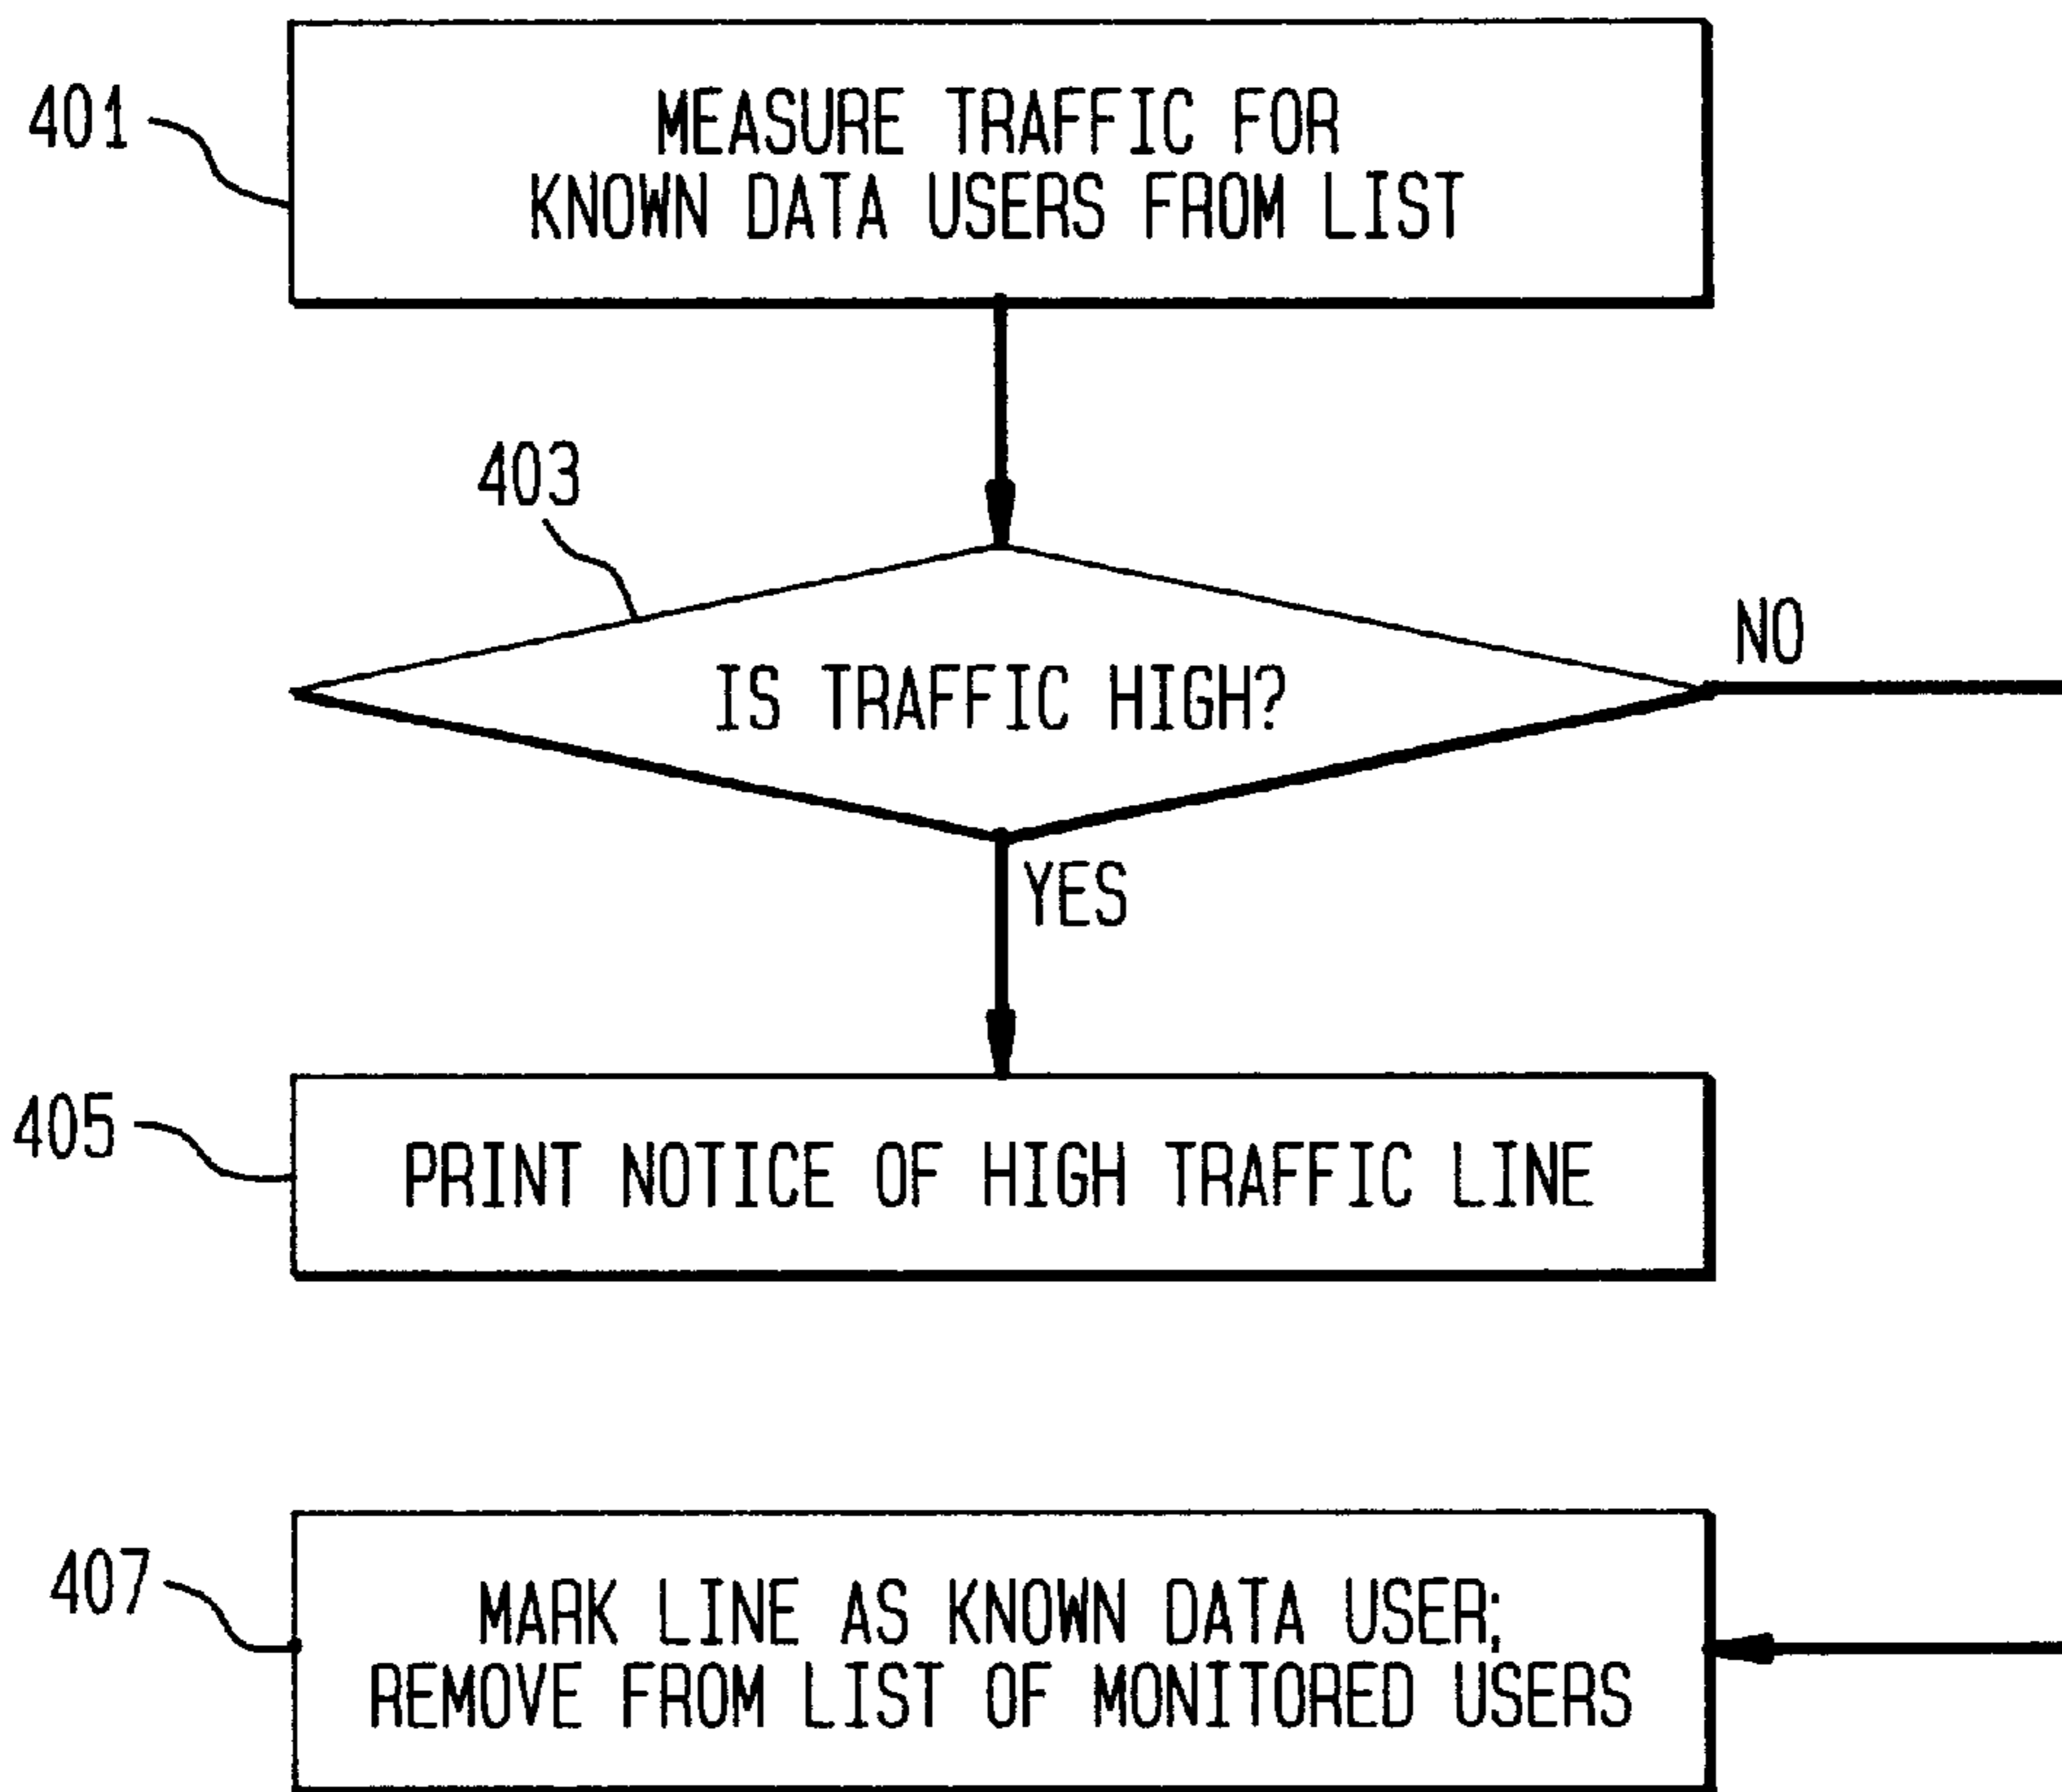 401
MEASURE TRAFFIC FOR
KNOWN DATA USERS FROM LIST
403
IS TRAFFIC HIGH?
NO
YES
405
PRINT NOTICE OF HIGH TRAFFIC LINE
407
MARK LINE AS KNOWN DATA USER;
REMOVE FROM LIST OF MONITORED USERS